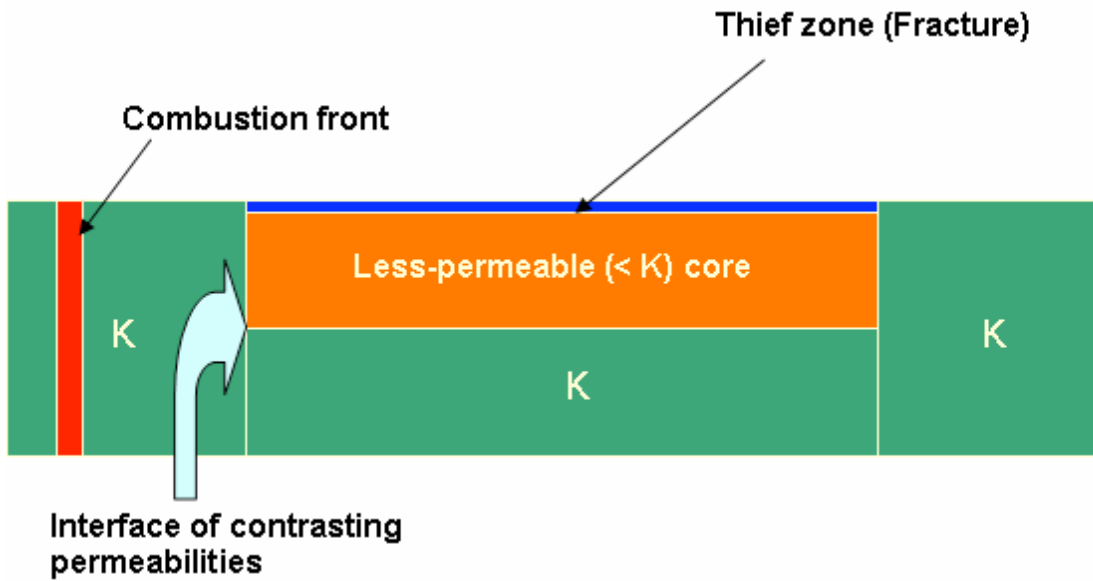 Thief zone (Fracture)
Combustion front
Less-permeable (< K) core
K
K
K
Interface of contrasting
permeabilities